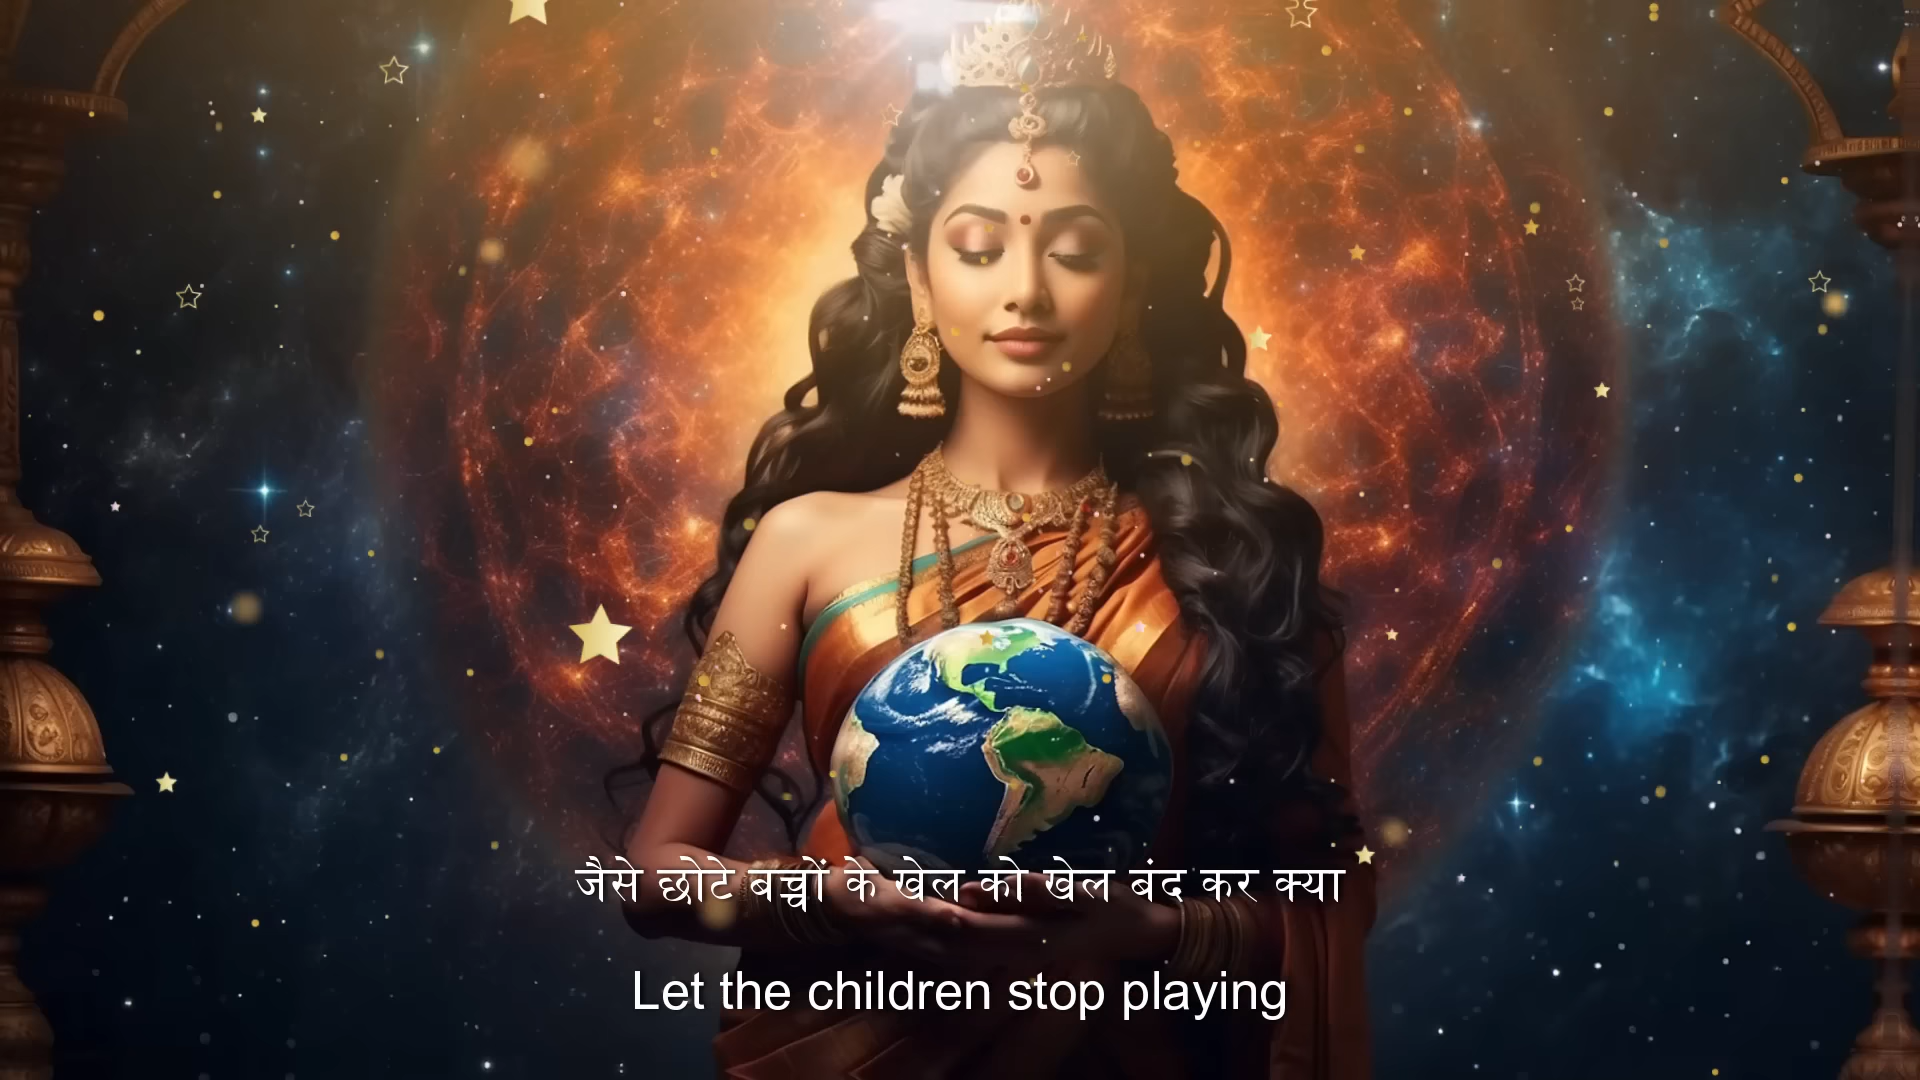 जैसे छोटे बच्चों के खेल को खेल बंद कर क्या
Let the children stop playing